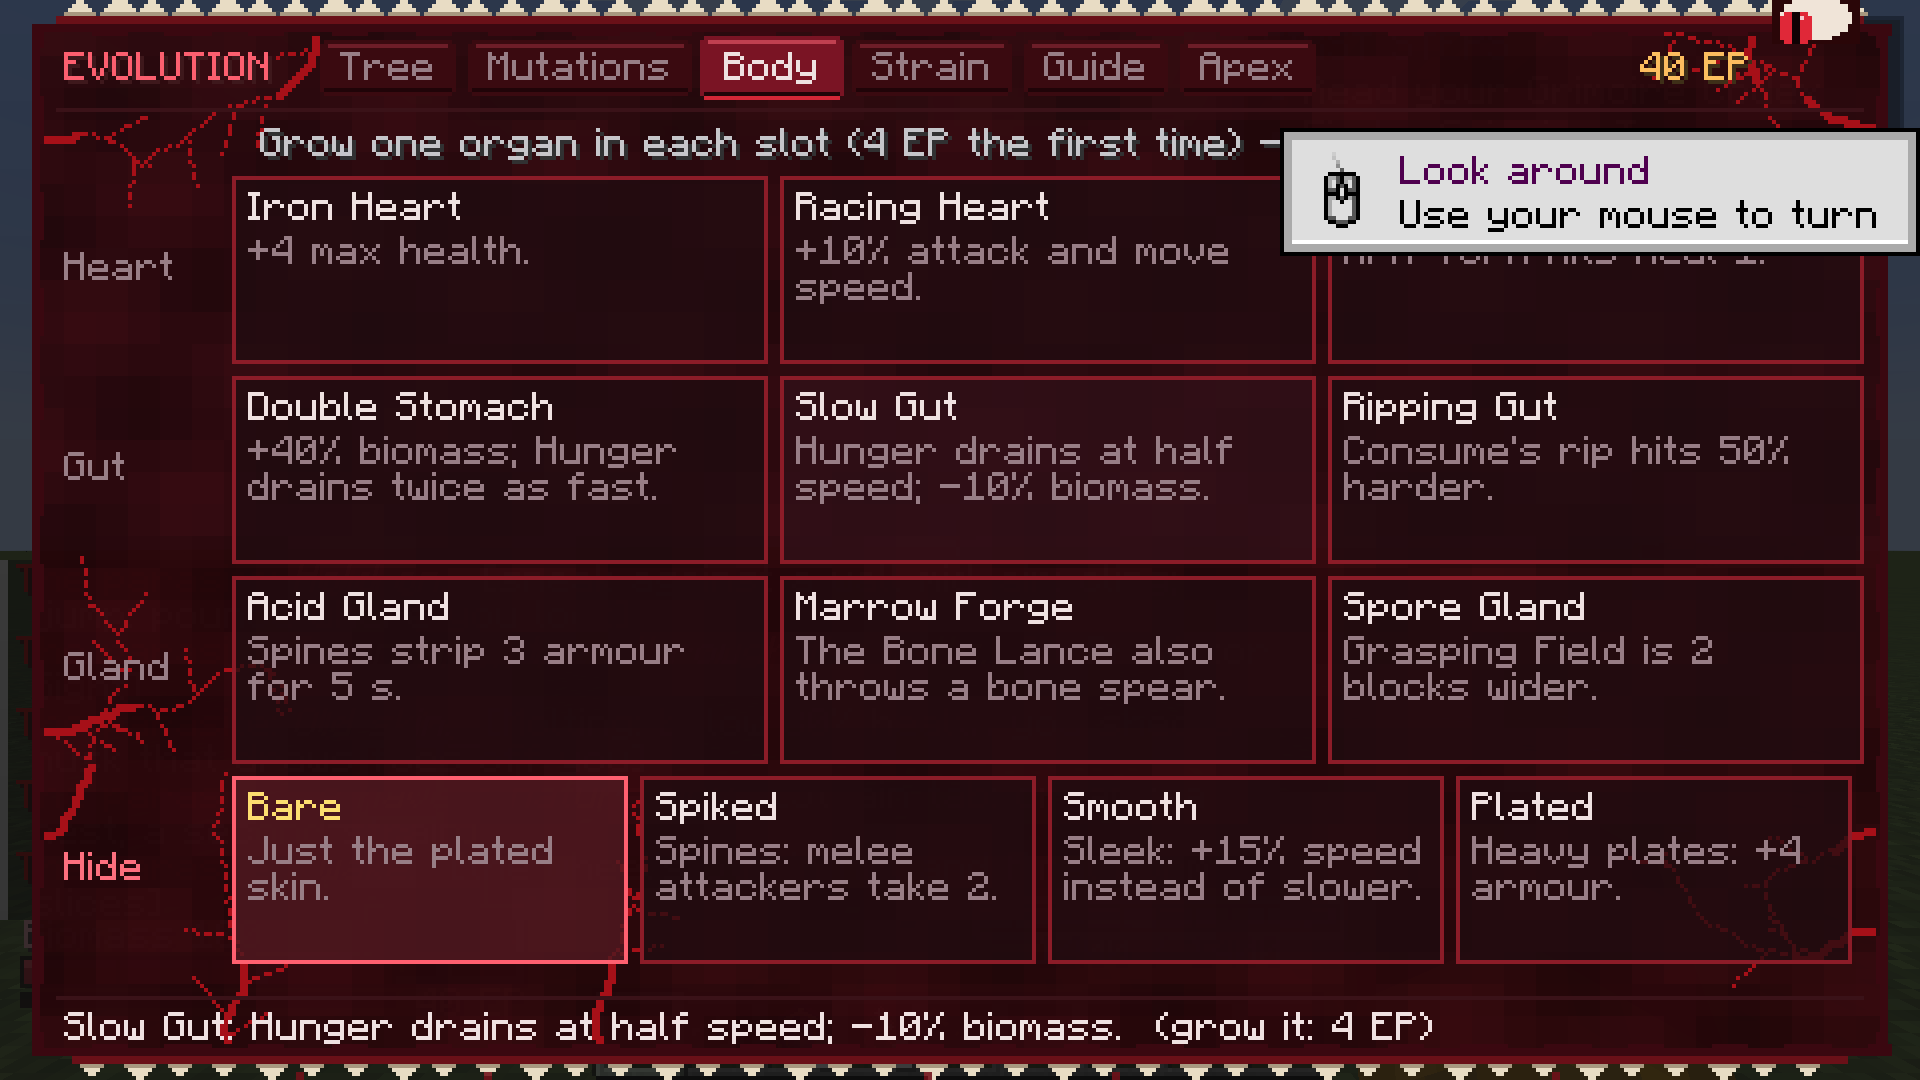 EVOLUTION Tree Mutations Body Strain Guide Apex 40 EP
Grow one organ in each slot (4 EP the first time) –
Look around
Use your mouse to turn
Heart
Iron Heart
+4 max health.
Racing Heart
+10% attack and move
speed.
Gut
Double Stomach
+40% biomass; Hunger
drains twice as fast.
Slow Gut
Hunger drains at half
speed; -10% biomass.
Ripping Gut
Consume's rip hits 50%
harder.
Gland
Acid Gland
Spines strip 3 armour
for 5 s.
Marrow Forge
The Bone Lance also
throws a bone spear.
Spore Gland
Grasping Field is 2
blocks wider.
Hide
Bare
Just the plated
skin.
Spiked
Spines: melee
attackers take 2.
Smooth
Sleek: +15% speed
instead of slower.
Plated
Heavy plates: +4
armour.
Slow Gut: Hunger drains at half speed; -10% biomass. (grow it: 4 EP)